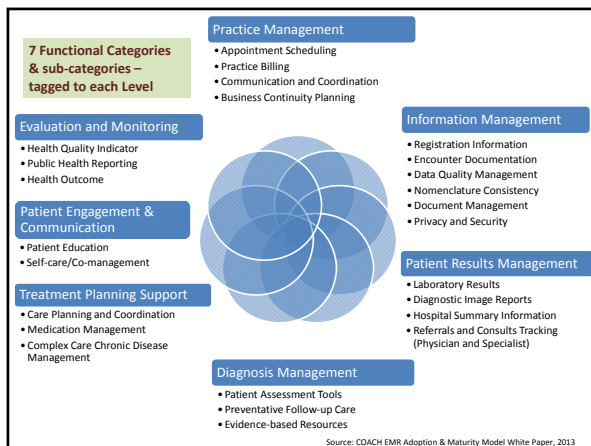 7 Functional Categories
& sub-categories –
tagged to each Level
Practice Management
• Appointment Scheduling
• Practice Billing
• Communication and Coordination
• Business Continuity Planning
Information Management
• Registration Information
• Encounter Documentation
• Data Quality Management
• Nomenclature Consistency
• Document Management
• Privacy and Security
Patient Results Management
• Laboratory Results
• Diagnostic Image Reports
• Hospital Summary Information
• Referrals and Consults Tracking
(Physician and Specialist)
Diagnosis Management
• Patient Assessment Tools
• Preventative Follow-up Care
• Evidence-based Resources
Treatment Planning Support
• Care Planning and Coordination
• Medication Management
• Complex Care Chronic Disease
Management
Patient Engagement &
Communication
• Patient Education
• Self-care/Co-management
Evaluation and Monitoring
• Health Quality Indicator
• Public Health Reporting
• Health Outcome
Source: COACH EMR Adoption & Maturity Model White Paper, 2013